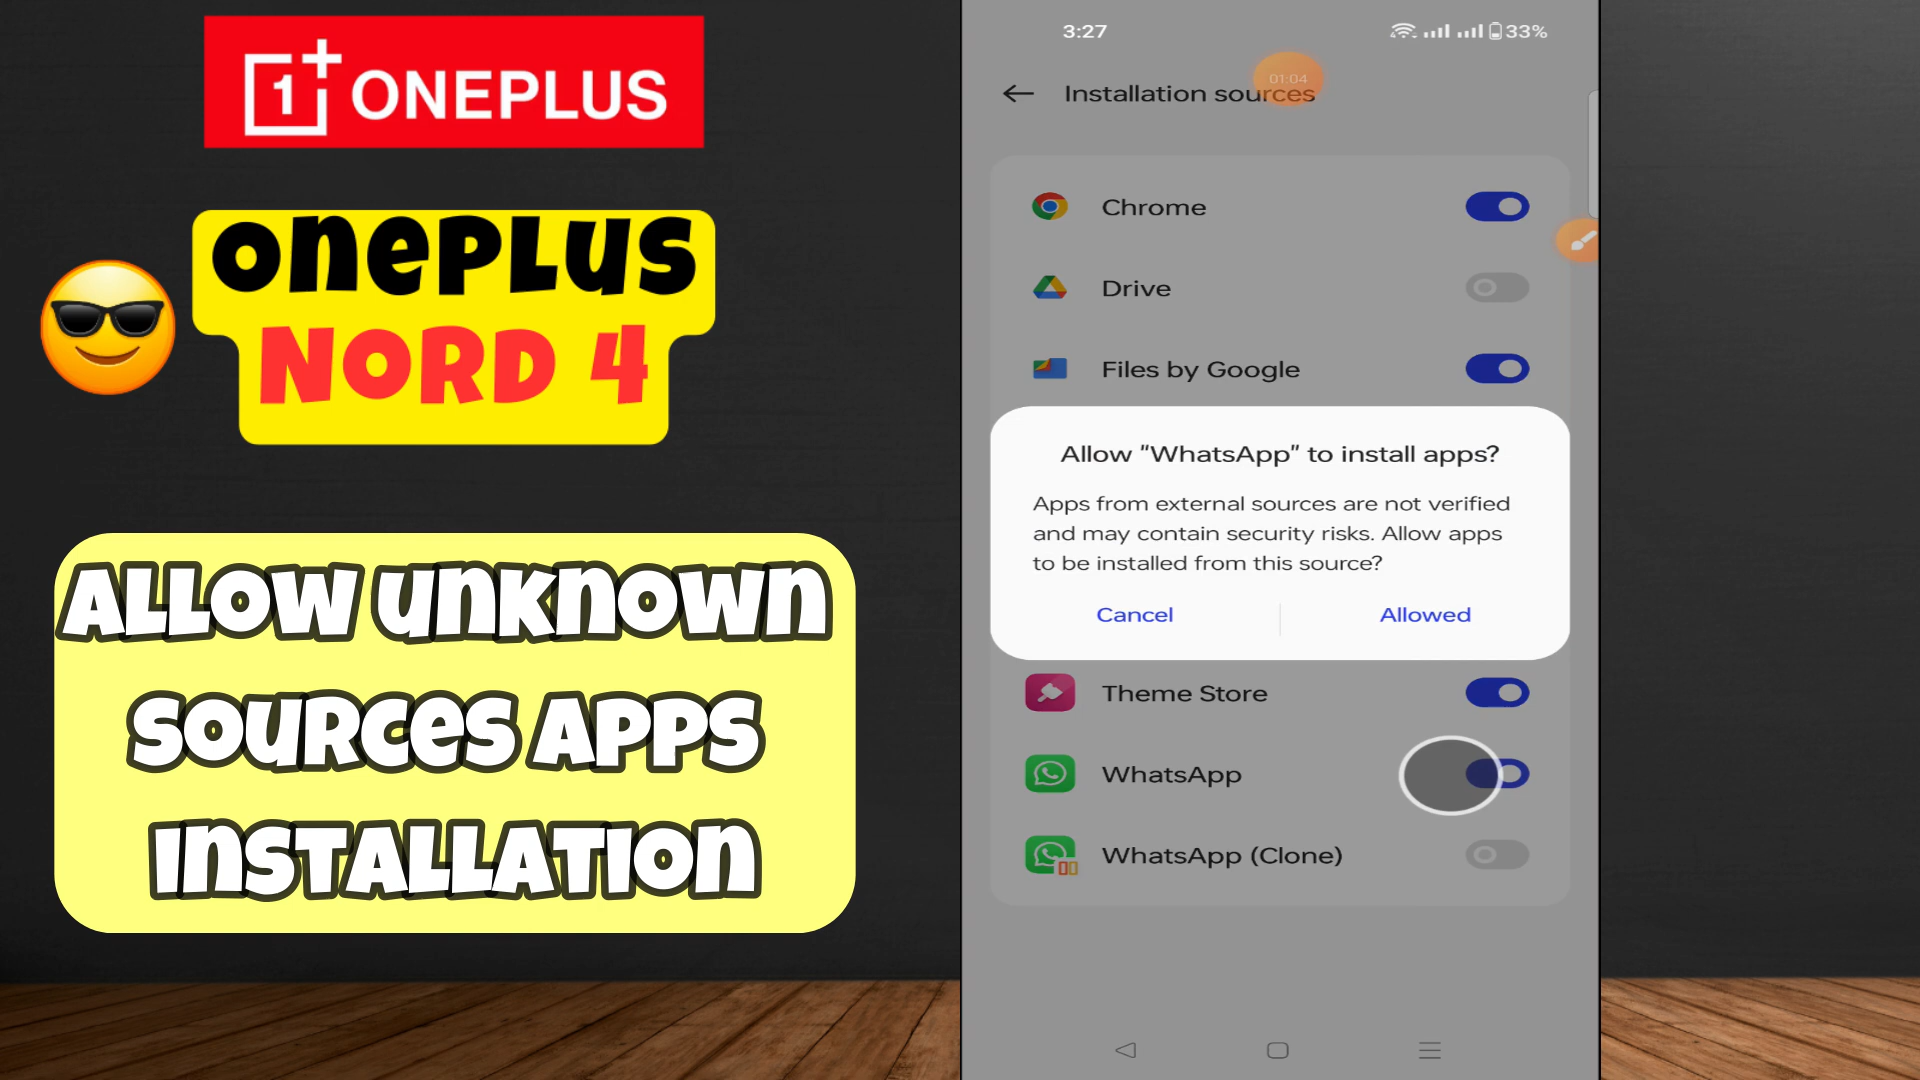 1+ ONEPLUS
ONEPLUS
NORD 4
ALLOW UNKNOWN
SOURCES APPS
INSTALLATION
3:27
33%
01:04
Installation sources
Chrome
Drive
Files by Google
Allow "WhatsApp" to install apps?
Apps from external sources are not verified
and may contain security risks. Allow apps
to be installed from this source?
Cancel
Allowed
Theme Store
WhatsApp
WhatsApp (Clone)